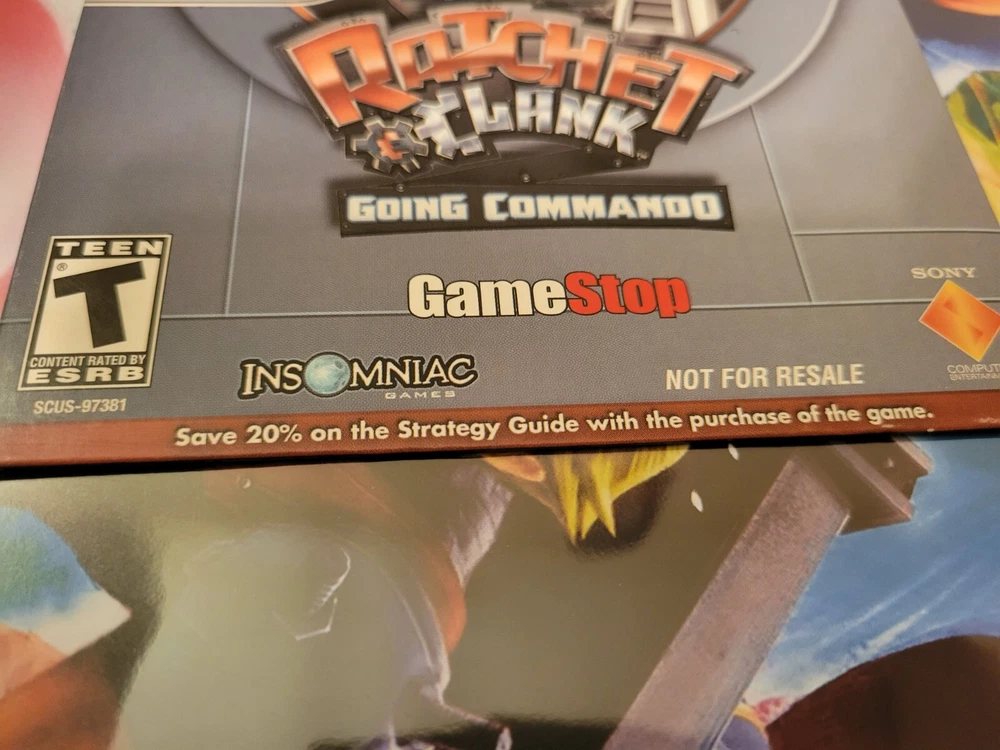 RATCHET
CLANK
GOING COMMANDO
TEEN
T
CONTENT RATED BY
ESRB
SCUS-97381
GameStop
INSOMNIAC
GAMES
NOT FOR RESALE
SONY
Save 20% on the Strategy Guide with the purchase of the game.